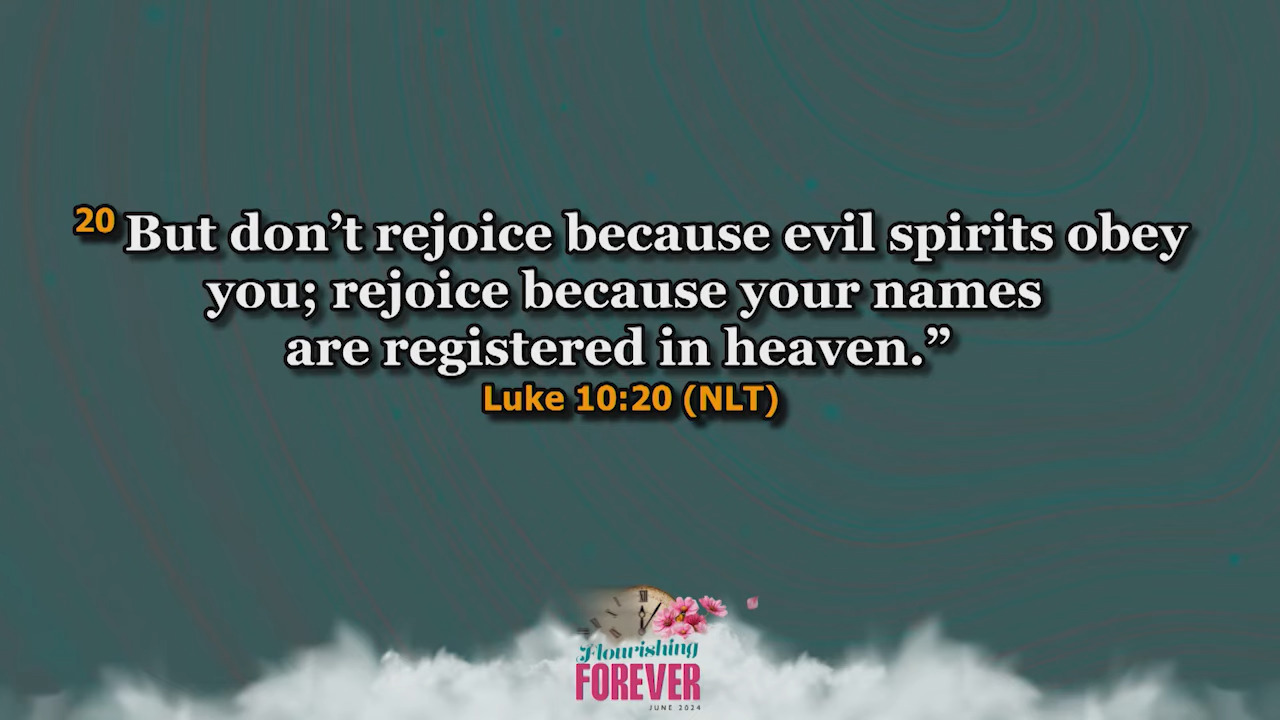 20 But don’t rejoice because evil spirits obey
you; rejoice because your names
are registered in heaven.”
Luke 10:20 (NLT)
XII
Flourishing
FOREVER
JUNE 2024